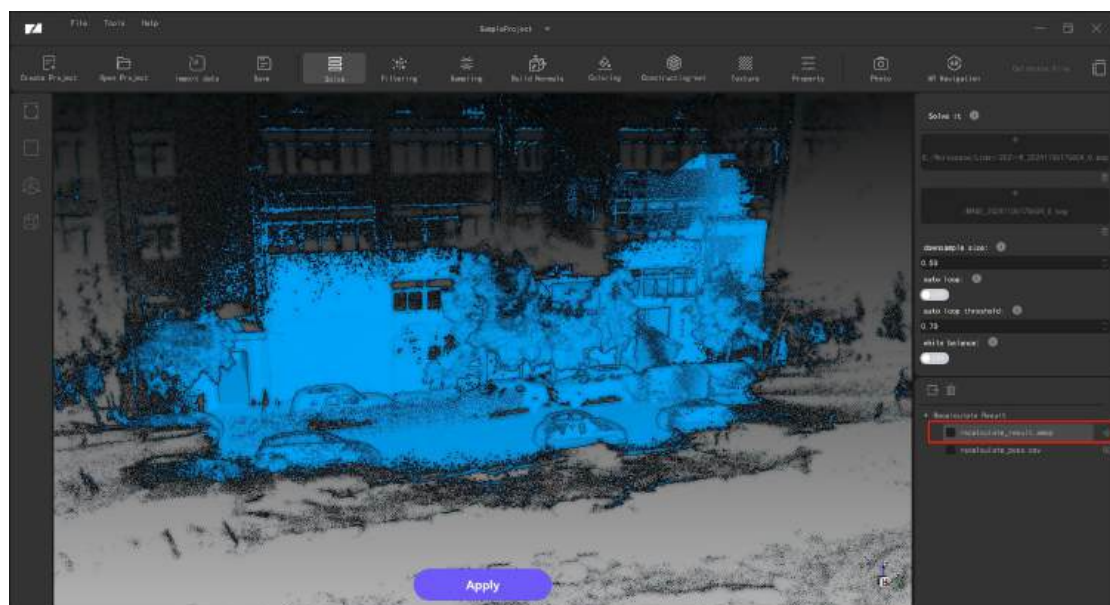 File Tools Help
SampleProject
Create Project Open Project Import data Save Solve Filtering Sampling Build Normals Coloring Constructing-net Texture Property Photo AR Navigation
Solve it
downsample size:
0.50
auto loop:
auto loop threshold:
0.70
white balance:
Recalculate Result
recalculate_result.amap
recalculate_pose.csv
Apply